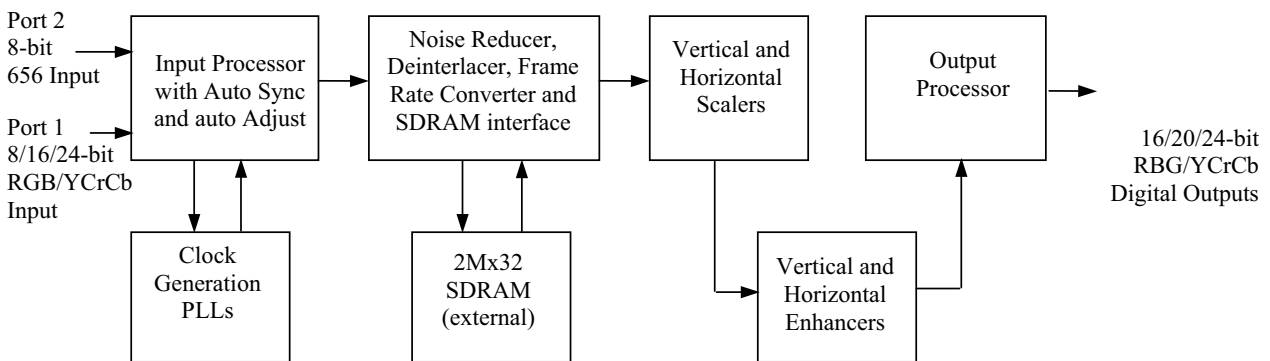 Port 2
8-bit
656 Input
Port 1
8/16/24-bit
RGB/YCrCb
Input
Input Processor
with Auto Sync
and auto Adjust
Noise Reducer,
Deinterlacer, Frame
Rate Converter and
SDRAM interface
Vertical and
Horizontal
Scalers
Output
Processor
16/20/24-bit
RBG/YCrCb
Digital Outputs
Clock
Generation
PLLs
2Mx32
SDRAM
(external)
Vertical and
Horizontal
Enhancers